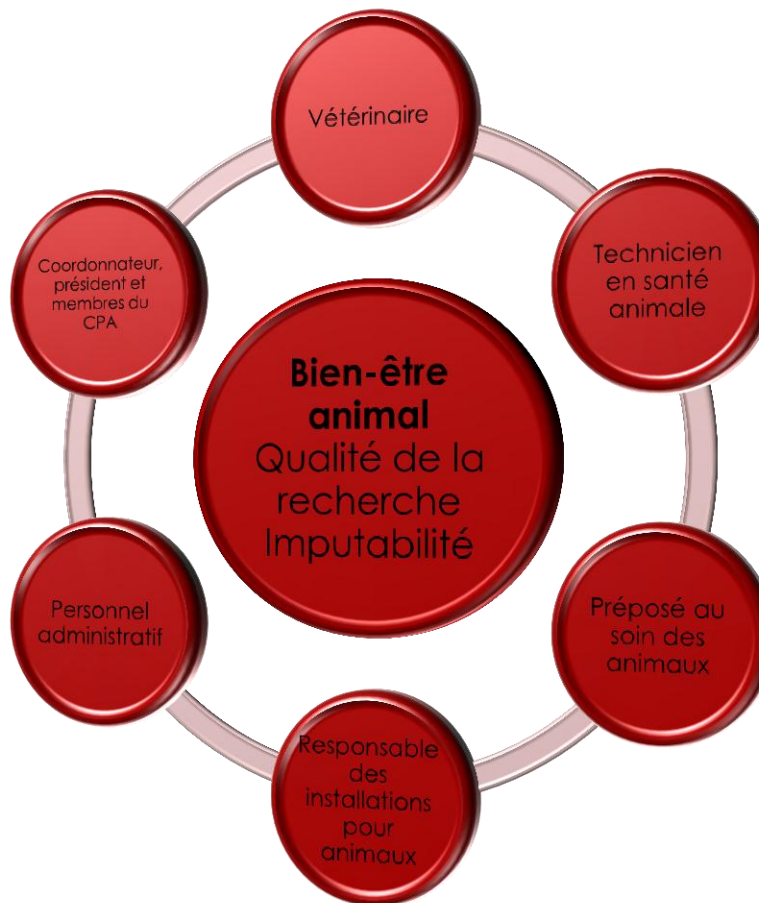 Vétérinaire
Technicien
en santé
animale
Préposé au
soin des
animaux
Responsable
des
installations
pour
animaux
Personnel
administratif
Coordonnateur,
président et
membres du
CPA
Bien-être
animal
Qualité de la
recherche
Imputabilité